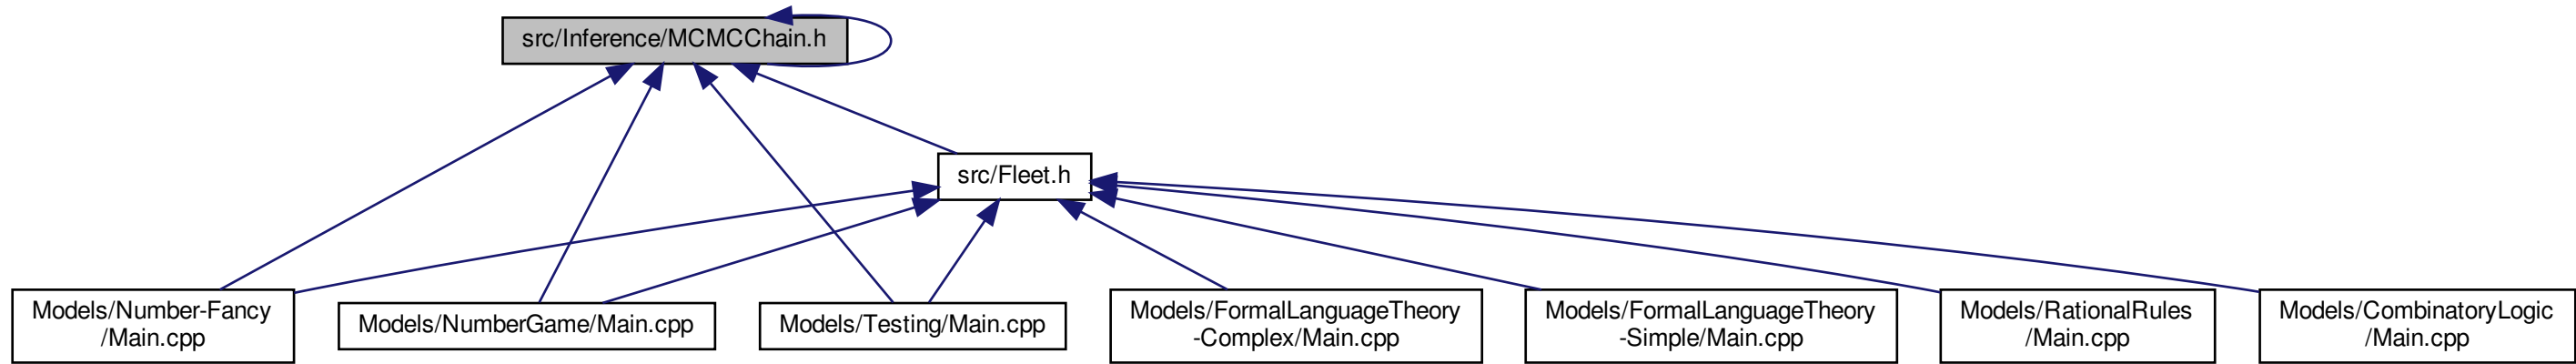 src/Inference/MCMCChain.h
src/Fleet.h
Models/Number-Fancy
/Main.cpp
Models/NumberGame/Main.cpp
Models/Testing/Main.cpp
Models/FormalLanguageTheory
-Complex/Main.cpp
Models/FormalLanguageTheory
-Simple/Main.cpp
Models/RationalRules
/Main.cpp
Models/CombinatoryLogic
/Main.cpp